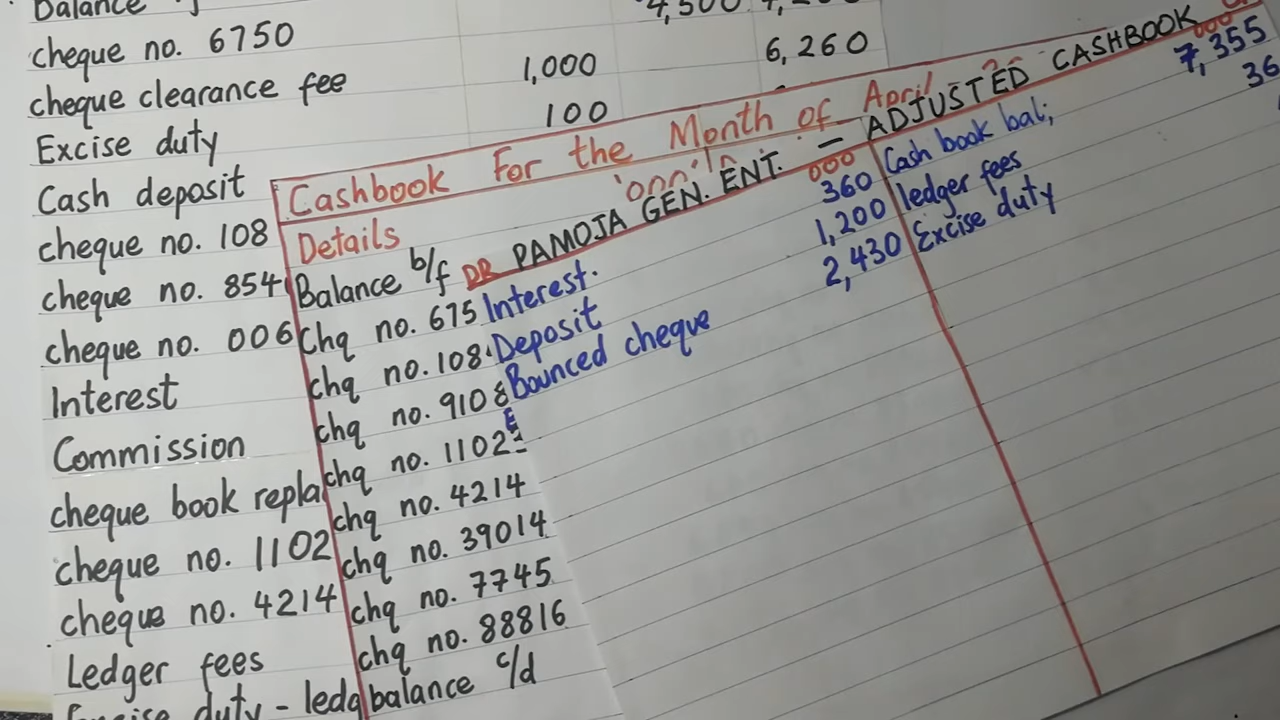 Balance
4,500
cheque no. 6750
6,260
cheque clearance fee 1,000
Excise duty 100
Cash deposit
cheque no. 108
cheque no. 854
cheque no. 006
Interest
Commission
cheque book repla
cheque no. 1102
cheque no. 4214
Ledger fees
duty - ledg
Cashbook For the Month of April
Details
Balance b/f
Chq no. 675
chq no. 108
chq no. 9108
chq no. 1102
chq no. 4214
chq no. 39014
chq no. 7745
chq no. 88816
balance c/d
DR PAMOJA GEN. ENT. - ADJUSTED CASHBOOK
000
000
Interest. 360 Cash book bal; 7,355
Deposit 1,200 ledger fees 36
Bounced cheque 2,430 Excise duty